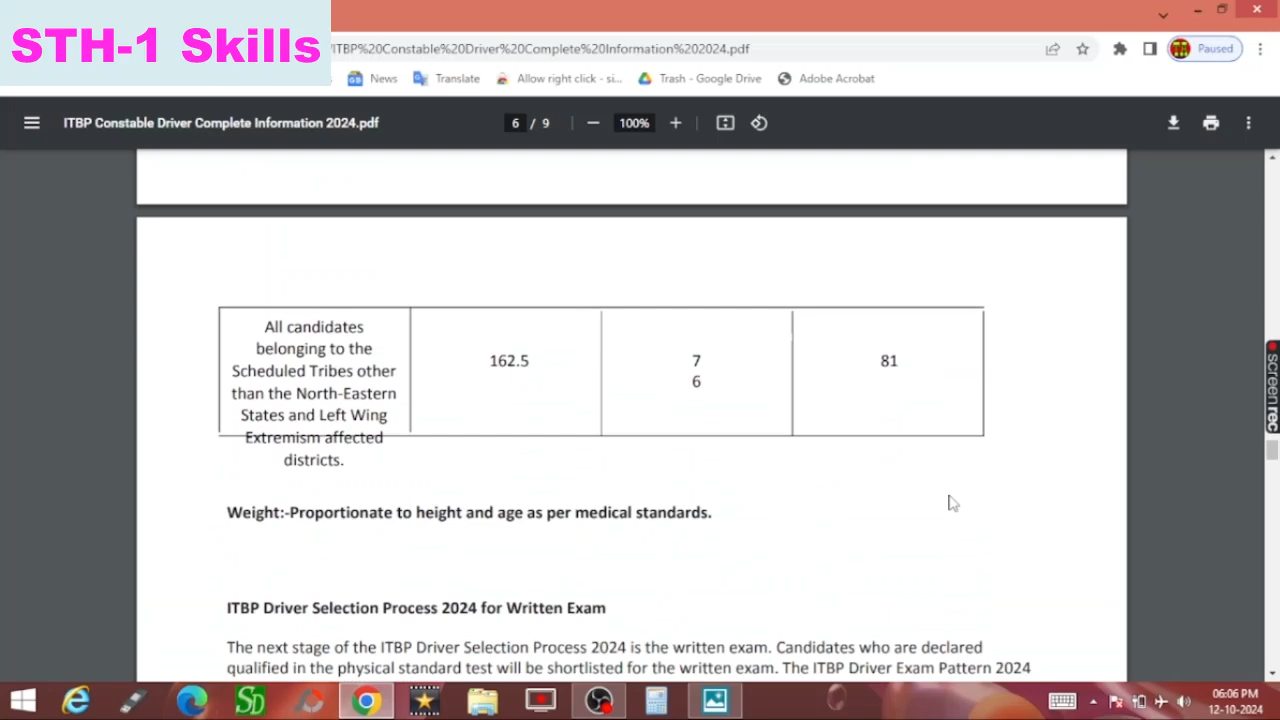 STH-1 Skills
/ITBP%20Constable%20Driver%20Complete%20Information%202024.pdf
Paused
News
Translate
Allow right click - si...
Trash - Google Drive
Adobe Acrobat
ITBP Constable Driver Complete Information 2024.pdf
6 / 9
100%
All candidates
belonging to the
Scheduled Tribes other
than the North-Eastern
States and Left Wing
Extremism affected
districts.
162.5
7
6
81
Weight:-Proportionate to height and age as per medical standards.
ITBP Driver Selection Process 2024 for Written Exam
The next stage of the ITBP Driver Selection Process 2024 is the written exam. Candidates who are declared
qualified in the physical standard test will be shortlisted for the written exam. The ITBP Driver Exam Pattern 2024
screenrec
06:06 PM
12-10-2024